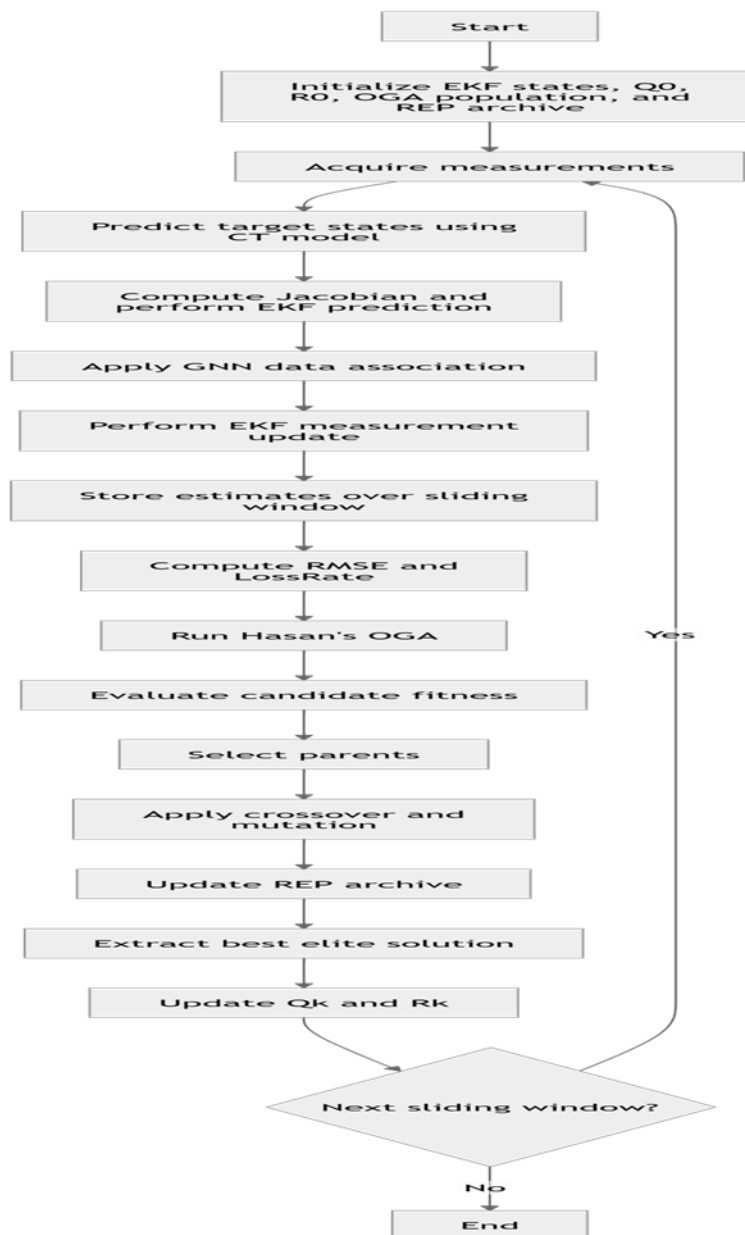 Start
Initialize EKF states, Q0,
R0, OGA population, and
REP archive
Acquire measurements
Predict target states using
CT model
Compute Jacobian and
perform EKF prediction
Apply GNN data association
Perform EKF measurement
update
Store estimates over sliding
window
Compute RMSE and
LossRate
Run Hasan's OGA
Yes
Evaluate candidate fitness
Select parents
Apply crossover and
mutation
Update REP archive
Extract best elite solution
Update Qk and Rk
Next sliding window?
No
End